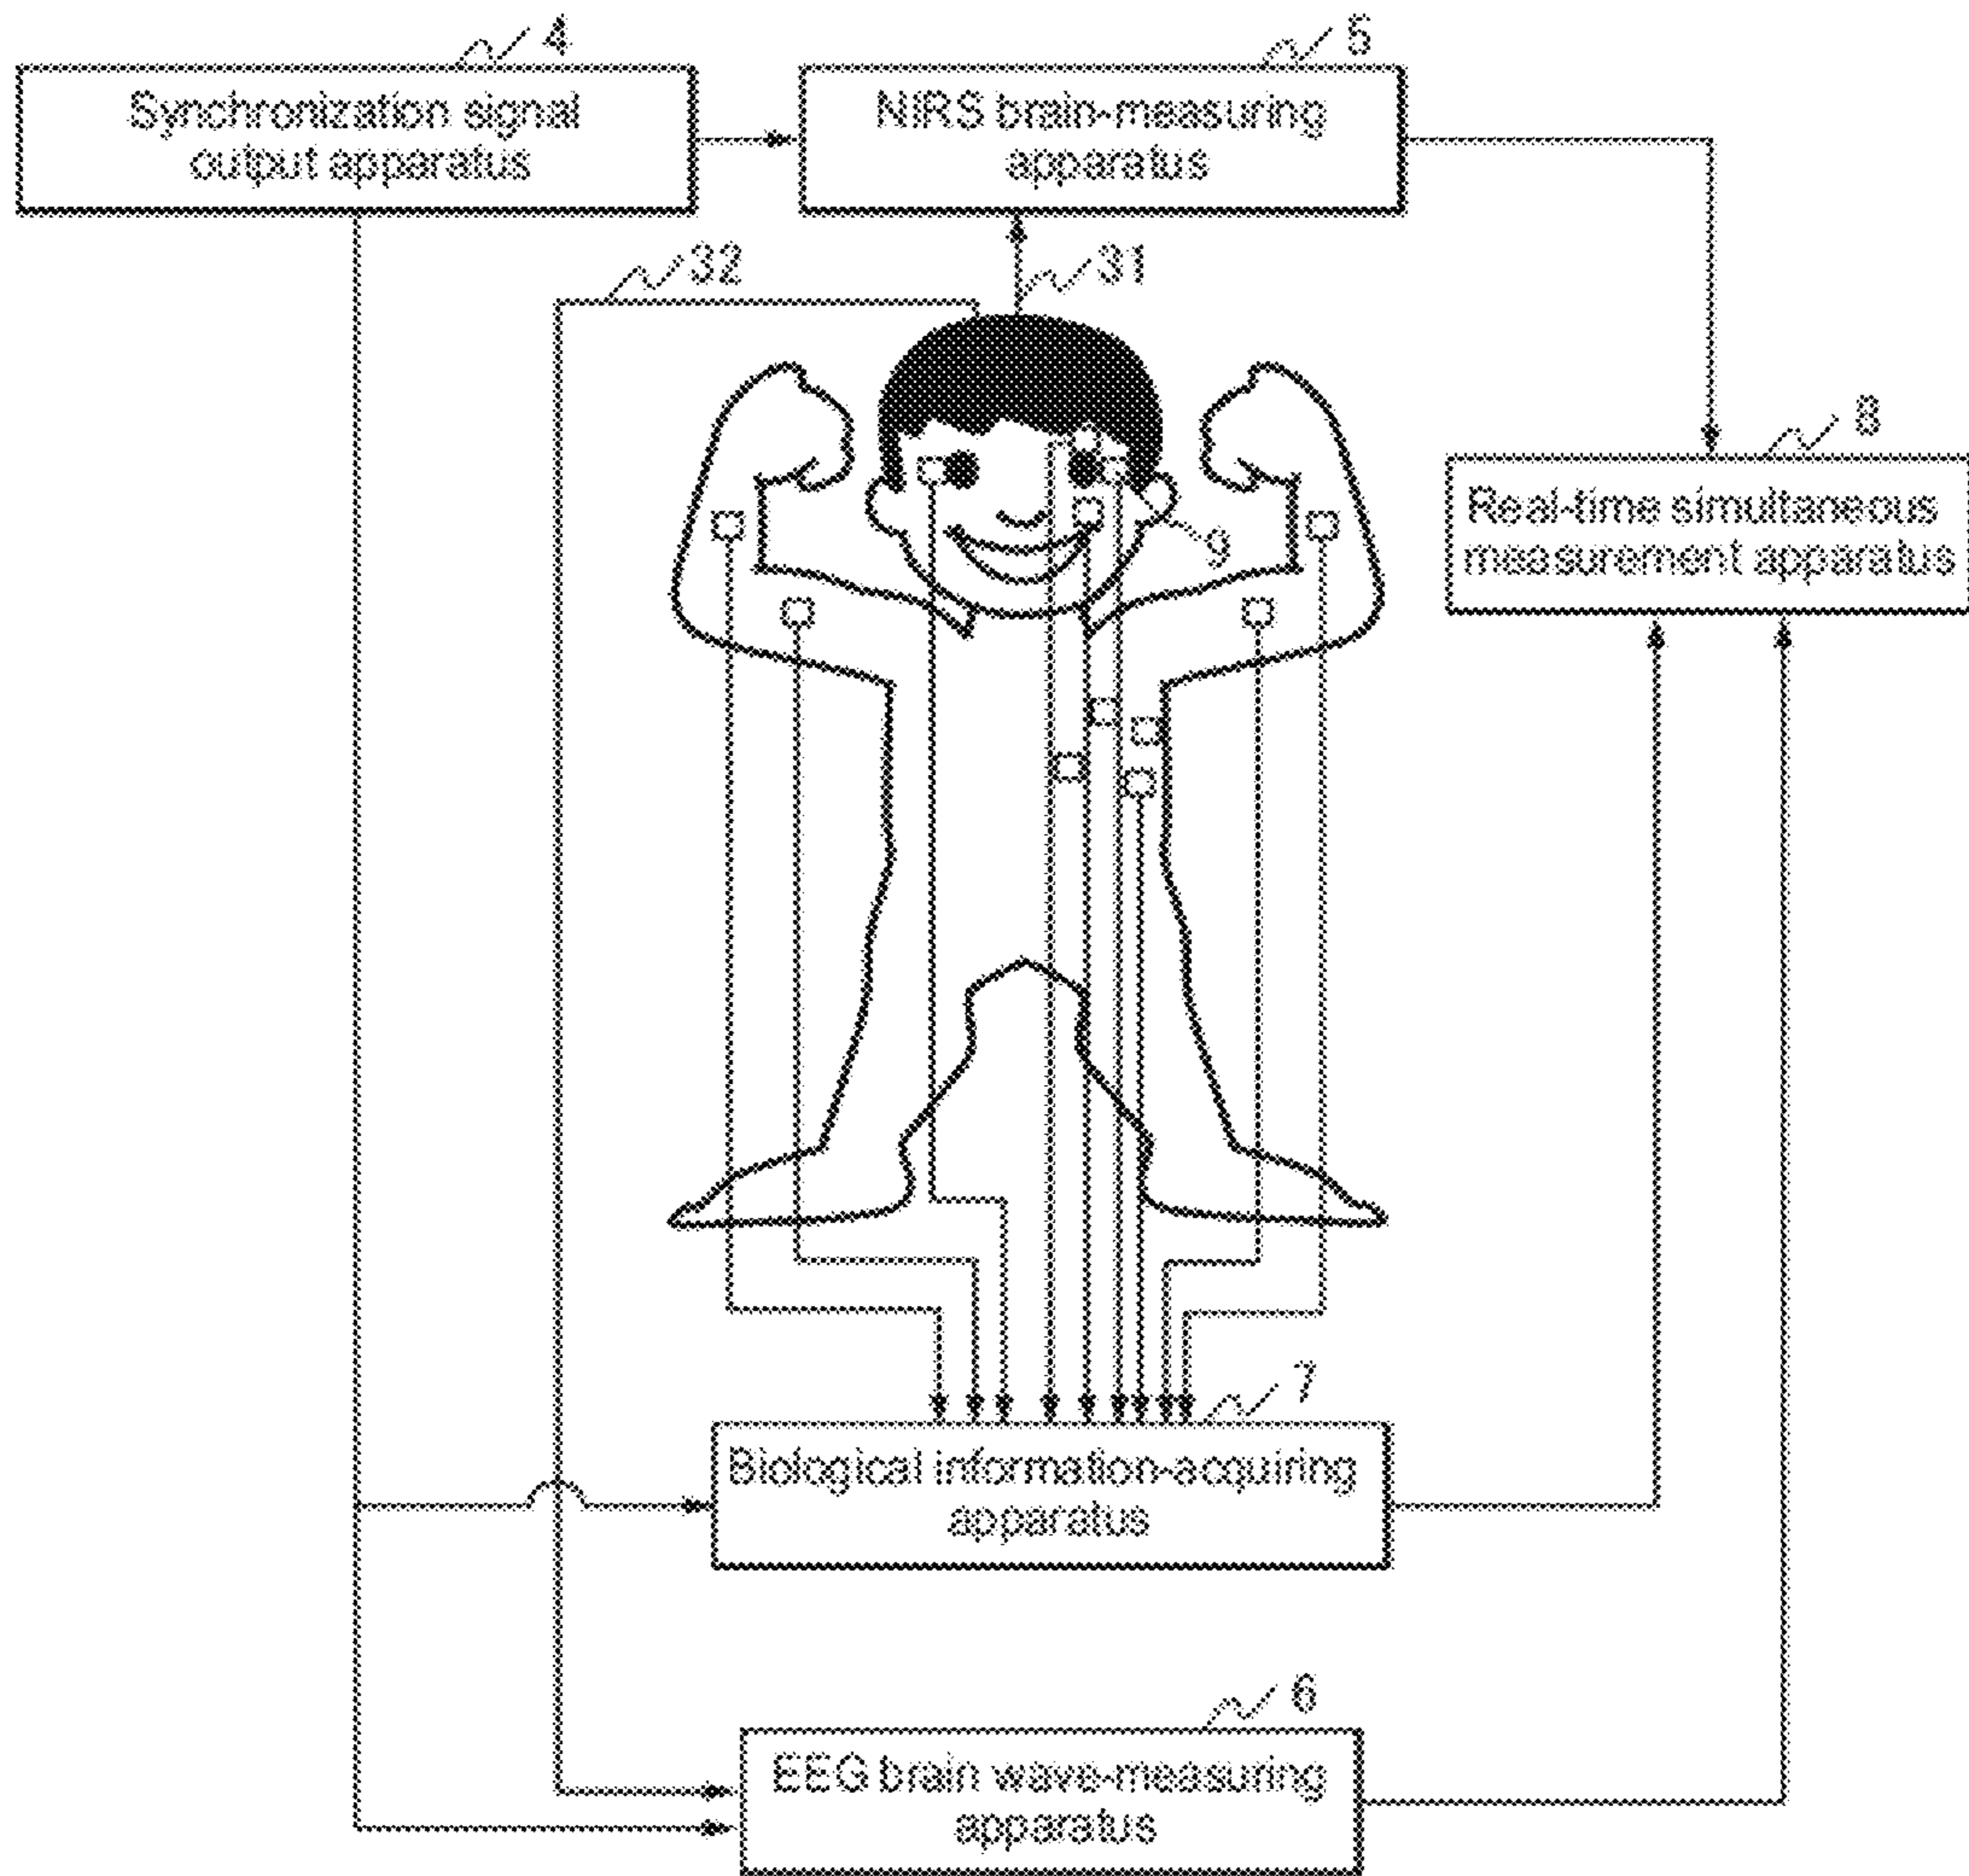 4
5
Synchronization signal
output apparatus
NIRS brain-measuring
apparatus
32
31
8
Real-time simultaneous
measurement apparatus
9
7
Biological information-acquiring
apparatus
6
EEG brain wave-measuring
apparatus